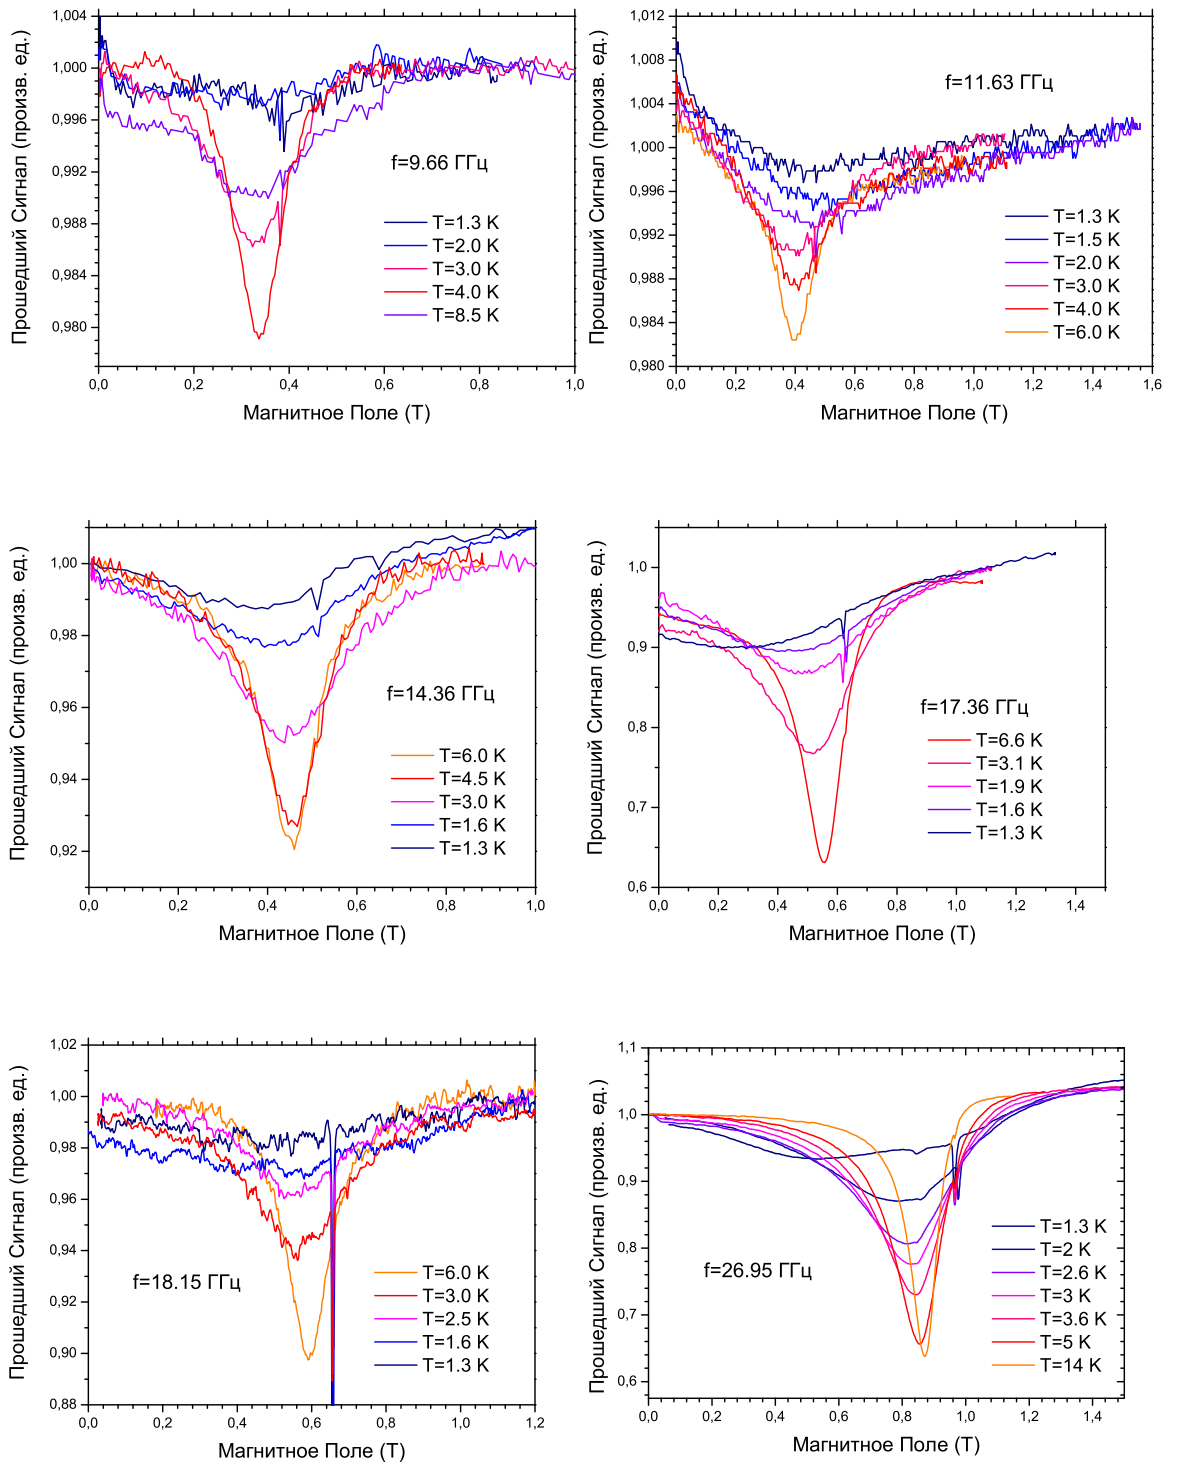 1,004
1,000
0,996
0,992
0,988
0,984
0,980
0,0
0,2
0,4
0,6
0,8
1,0
Прошедший Сигнал (произв. ед.)
Магнитное Поле (Т)
f=9.66 ГГц
T=1.3 K
T=2.0 K
T=3.0 K
T=4.0 K
T=8.5 K
1,012
1,008
1,004
1,000
0,996
0,992
0,988
0,984
0,980
0,0
0,2
0,4
0,6
0,8
1,0
1,2
1,4
1,6
Прошедший Сигнал (произв. ед.)
Магнитное Поле (Т)
f=11.63 ГГц
T=1.3 K
T=1.5 K
T=2.0 K
T=3.0 K
T=4.0 K
T=6.0 K
1,00
0,98
0,96
0,94
0,92
0,0
0,2
0,4
0,6
0,8
1,0
Прошедший Сигнал (произв. ед.)
Магнитное Поле (Т)
f=14.36 ГГц
T=6.0 K
T=4.5 K
T=3.0 K
T=1.6 K
T=1.3 K
1,0
0,9
0,8
0,7
0,6
0,0
0,2
0,4
0,6
0,8
1,0
1,2
1,4
Прошедший Сигнал (произв. ед.)
Магнитное Поле (Т)
f=17.36 ГГц
T=6.6 K
T=3.1 K
T=1.9 K
T=1.6 K
T=1.3 K
1,02
1,00
0,98
0,96
0,94
0,92
0,90
0,88
0,0
0,2
0,4
0,6
0,8
1,0
1,2
Прошедший Сигнал (произв. ед.)
Магнитное Поле (Т)
f=18.15 ГГц
T=6.0 K
T=3.0 K
T=2.5 K
T=1.6 K
T=1.3 K
1,1
1,0
0,9
0,8
0,7
0,6
0,0
0,2
0,4
0,6
0,8
1,0
1,2
1,4
Прошедший Сигнал (произв. ед.)
Магнитное Поле (Т)
f=26.95 ГГц
T=1.3 K
T=2 K
T=2.6 K
T=3 K
T=3.6 K
T=5 K
T=14 K